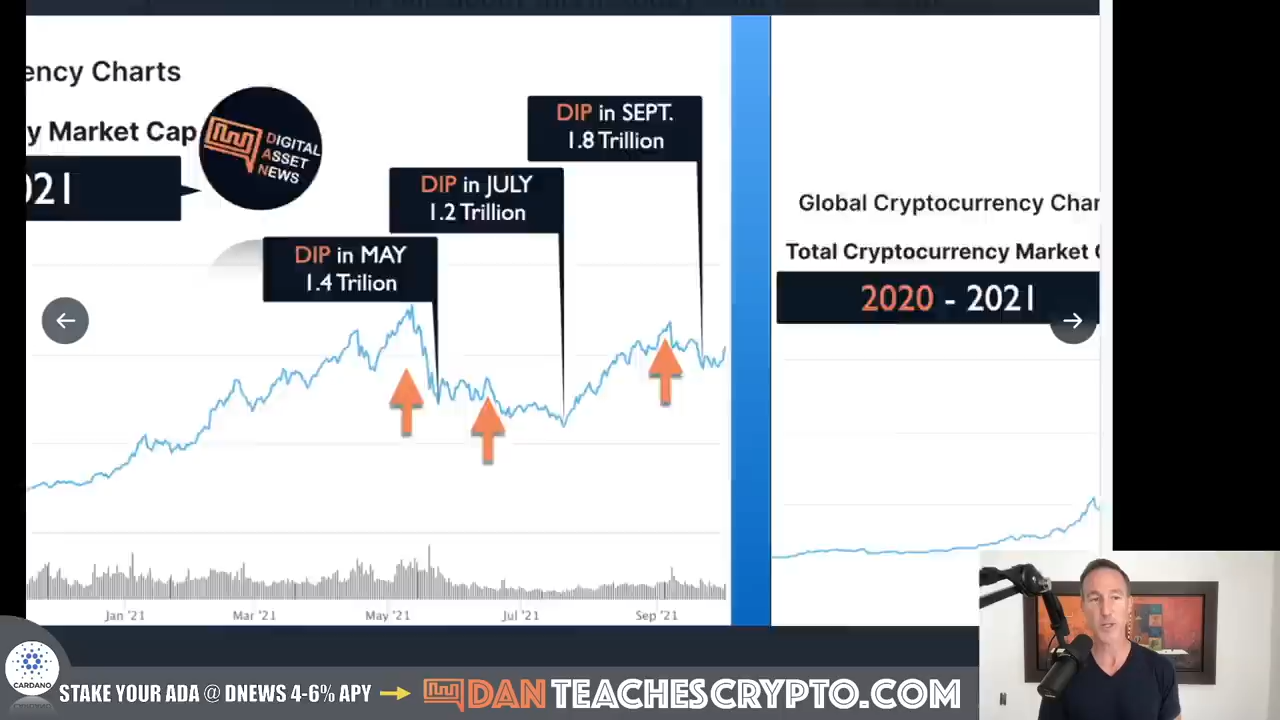 ency Charts
y Market Cap
021
DIGITAL
ASSET
NEWS
DIP in SEPT.
1.8 Trillion
DIP in JULY
1.2 Trillion
DIP in MAY
1.4 Trilion
Jan '21
Mar '21
May '21
Jul '21
Sep '21
Global Cryptocurrency Char
Total Cryptocurrency Market C
2020 - 2021
CARDANO
STAKE YOUR ADA @ DNEWS 4-6% APY
DANTEACHESCRYPTO.COM